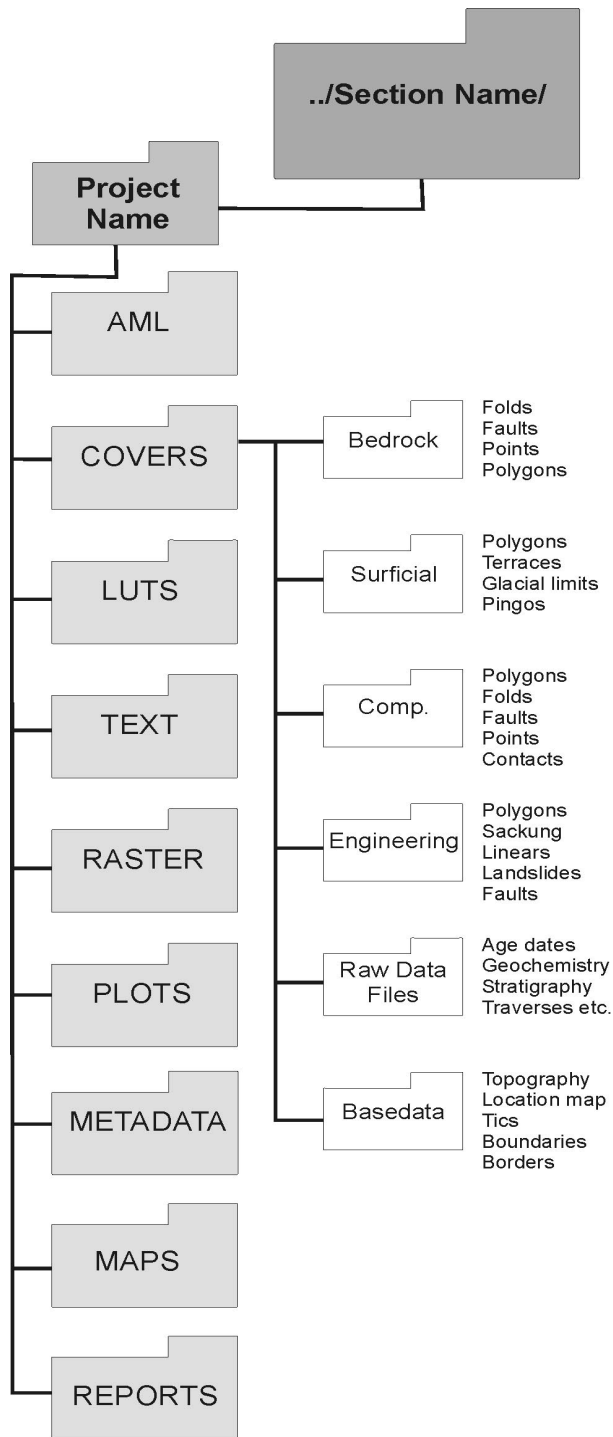 ../Section Name/
Project
Name
AML
COVERS
Bedrock
Folds
Faults
Points
Polygons
Surficial
Polygons
Terraces
Glacial limits
Pingos
Comp.
Polygons
Folds
Faults
Points
Contacts
Engineering
Polygons
Sackung
Linears
Landslides
Faults
Raw Data
Files
Age dates
Geochemistry
Stratigraphy
Traverses etc.
Basedata
Topography
Location map
Tics
Boundaries
Borders
LUTS
TEXT
RASTER
PLOTS
METADATA
MAPS
REPORTS